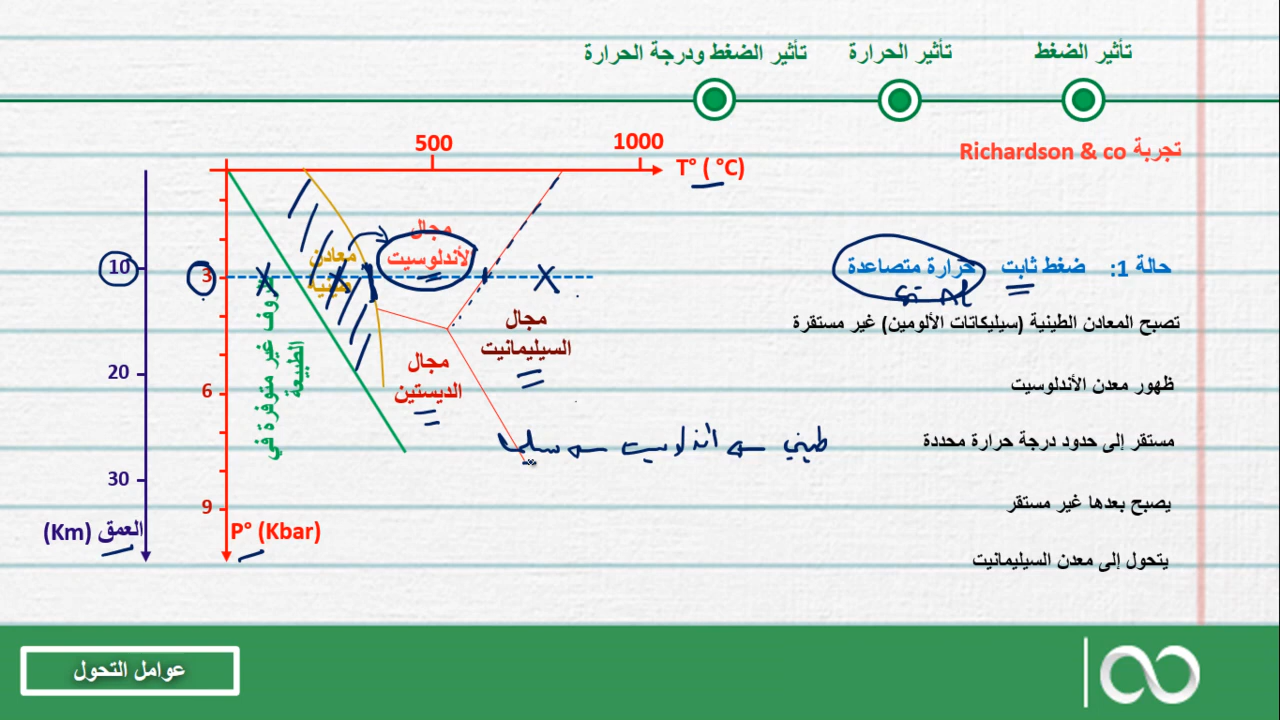 تأثير الضغط
تأثير الحرارة
تأثير الضغط ودرجة الحرارة
تجربة Richardson & co
500
1000
T° ( °C)
حالة 1: ضغط ثابت حرارة متصاعدة
Si Al
تصبح المعادن الطينية (سيليكاتات الألومين) غير مستقرة
ظهور معدن الأندلوسيت
مستقر إلى حدود درجة حرارة محددة
يصبح بعدها غير مستقر
يتحول إلى معدن السيليمانيت
مجال
الأندلوسيت
معادن
طينية
مجال
السيليمانيت
مجال
الديستين
ظروف غير متوفرة في
الطبيعة
10
20
30
3
6
9
العمق (Km)
P° (Kbar)
عوامل التحول